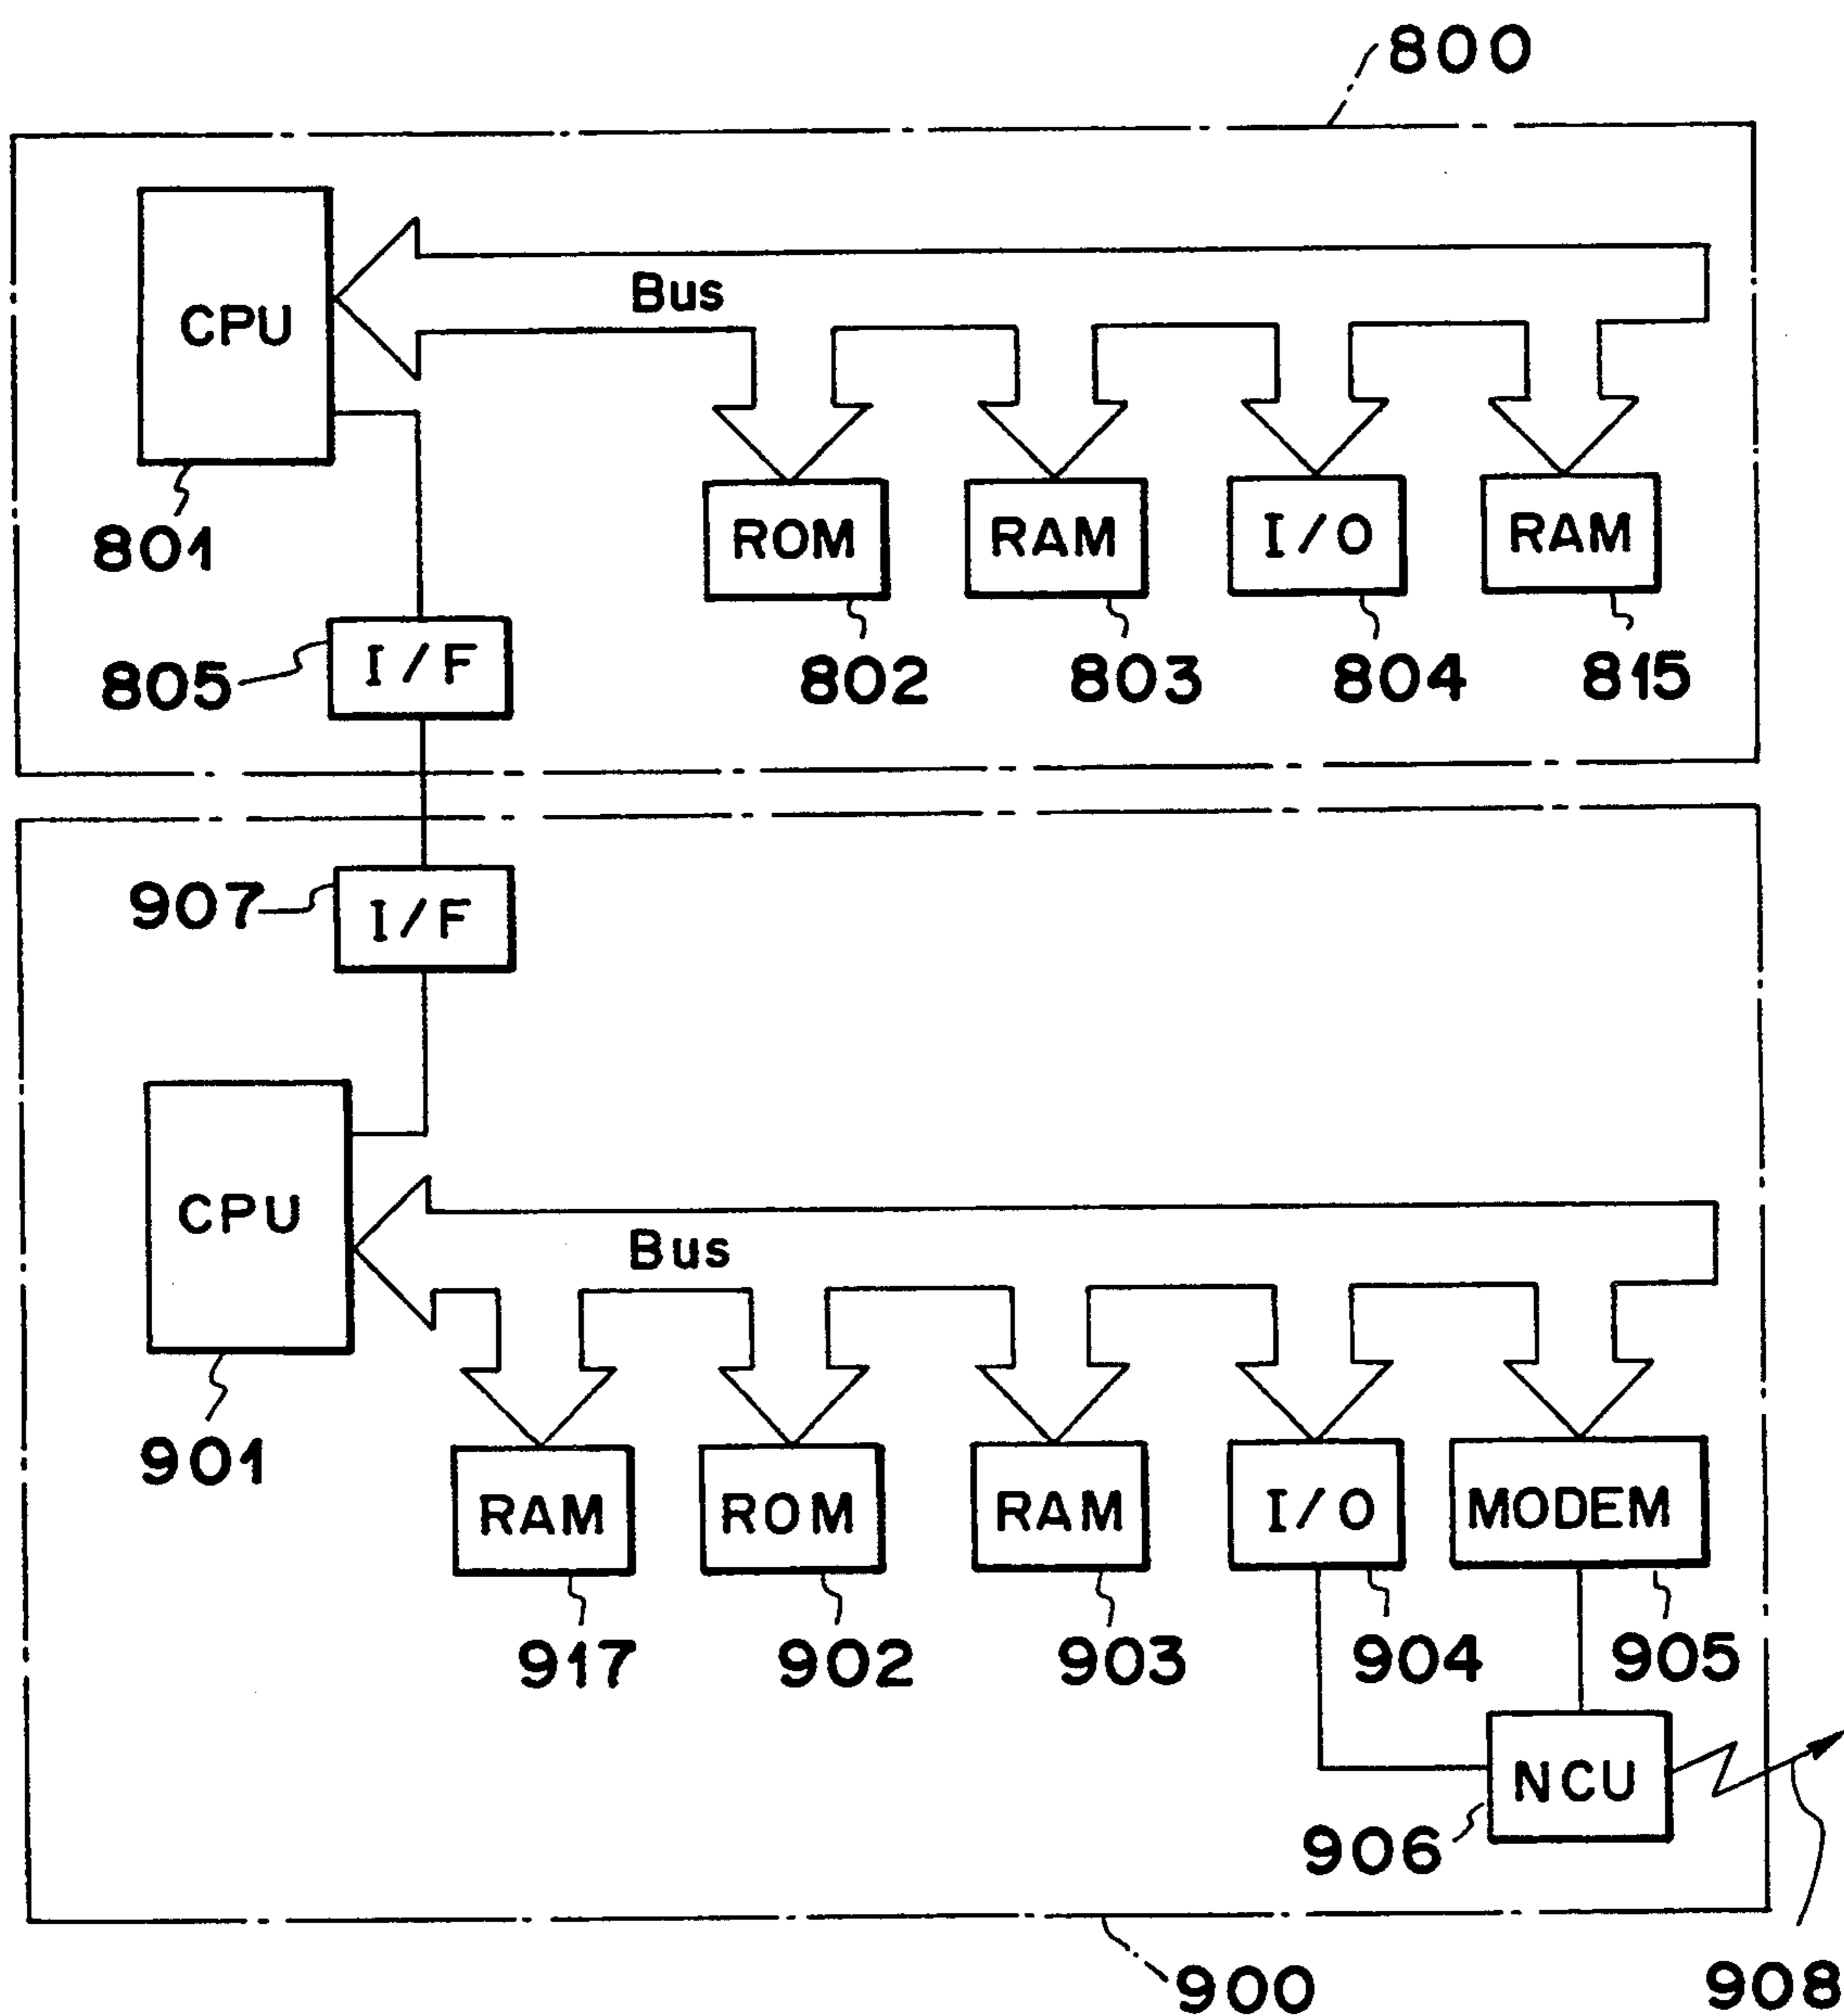 800
CPU
Bus
801
ROM
RAM
I/O
RAM
802
803
804
815
805
I/F
907
I/F
CPU
Bus
901
RAM
ROM
RAM
I/O
MODEM
917
902
903
904
905
NCU
906
900
908